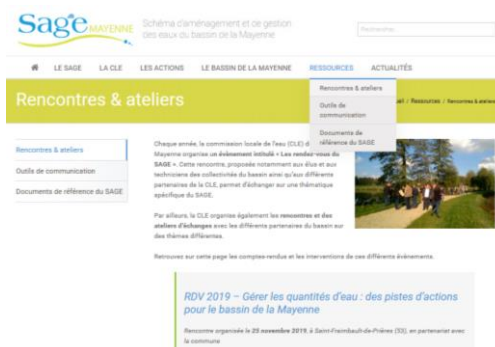 Sage MAYENNE
Schéma d'aménagement et de gestion
des eaux du bassin de la Mayenne
Rechercher
LE SAGE LA CLE LES ACTIONS LE BASSIN DE LA MAYENNE RESSOURCES ACTUALITÉS
Rencontres & ateliers
Outils de
communication
Documents de
référence du SAGE
Rencontres & ateliers
/ Ressources / Rencontres & ateliers
Rencontres & ateliers
Outils de communication
Documents de référence du SAGE
Chaque année, la commission locale de l'eau (CLE)
Mayenne organise un évènement intitulé « Les rendez-vous du
SAGE ». Cette rencontre, proposée notamment aux élus et aux
techniciens des collectivités du bassin ainsi qu'aux différents
partenaires de la CLE, permet d'échanger sur une thématique
spécifique du SAGE.
Par ailleurs, la CLE organise également les rencontres et des
ateliers d'échanges avec les différents partenaires du bassin sur
des thèmes différentes.
Retrouvez sur cette page les comptes-rendus et les interventions de ces différents évènements.
RDV 2019 – Gérer les quantités d'eau : des pistes d'actions
pour le bassin de la Mayenne
Rencontre organisée le 25 novembre 2019, à Saint-Fraimbault-de-Prières (53), en partenariat avec
la commune